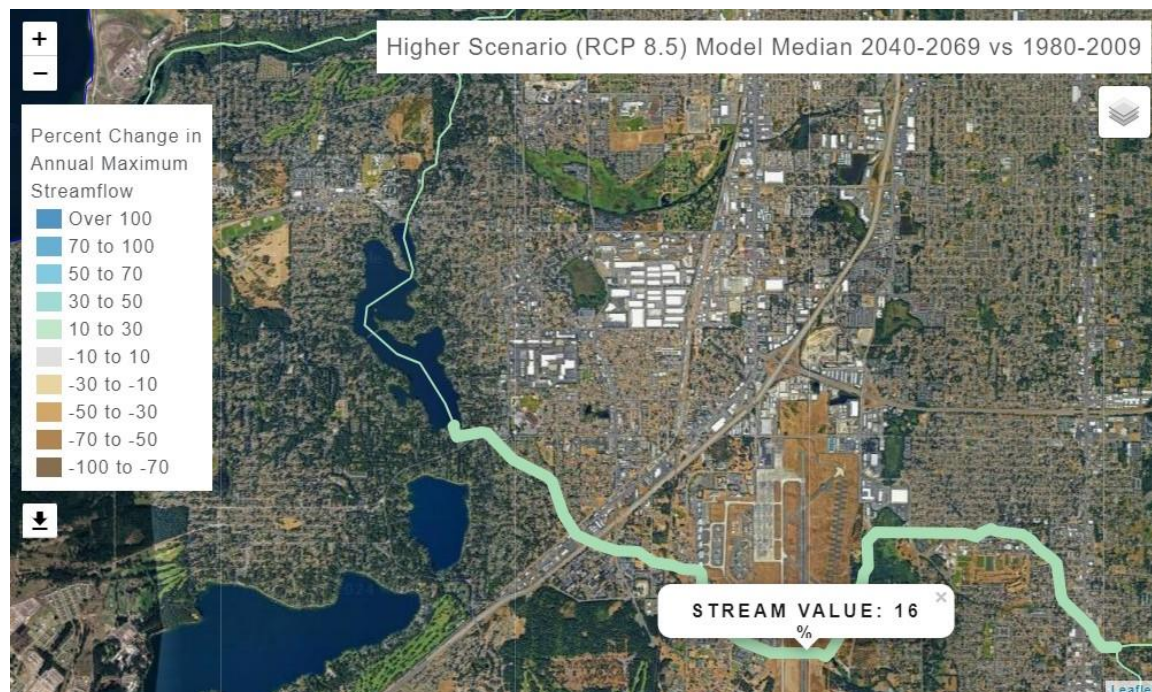 +
−
Higher Scenario (RCP 8.5) Model Median 2040-2069 vs 1980-2009
Percent Change in
Annual Maximum
Streamflow
Over 100
70 to 100
50 to 70
30 to 50
10 to 30
-10 to 10
-30 to -10
-50 to -30
-70 to -50
-100 to -70
×
STREAM VALUE: 16
%